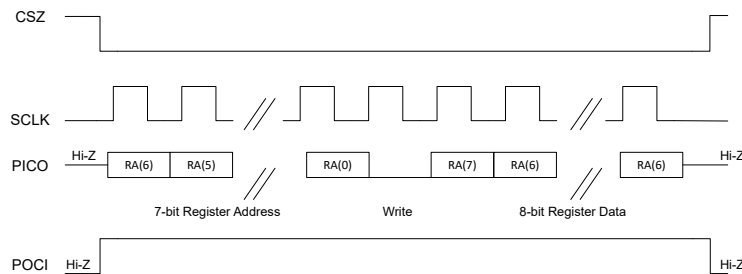 CSZ
SCLK
Hi-Z
Hi-Z
PICO
RA(6)
RA(5)
RA(0)
RA(7)
RA(6)
RA(6)
7-bit Register Address
Write
8-bit Register Data
POCI
Hi-Z
Hi-Z